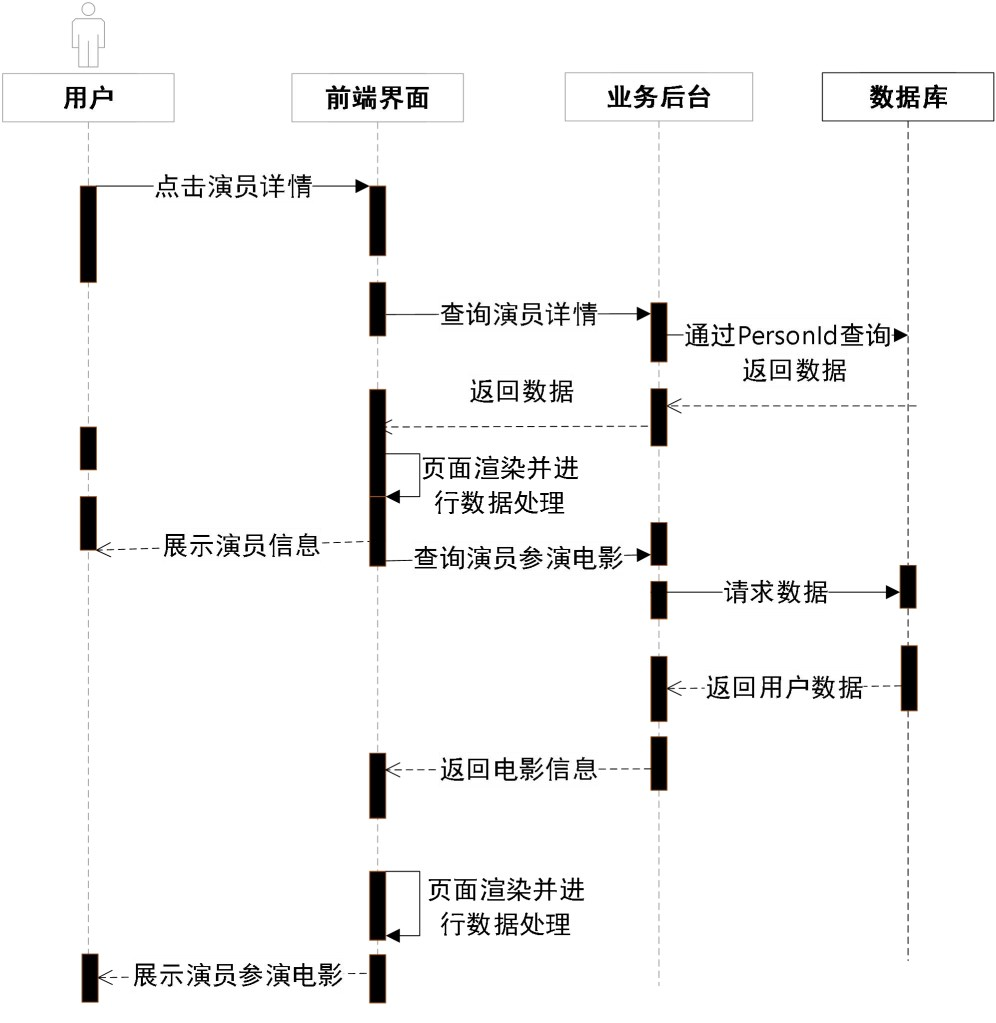 用户
前端界面
业务后台
数据库
点击演员详情
查询演员详情
通过PersonId查询
返回数据
返回数据
页面渲染并进
行数据处理
展示演员信息
查询演员参演电影
请求数据
返回用户数据
返回电影信息
页面渲染并进
行数据处理
展示演员参演电影